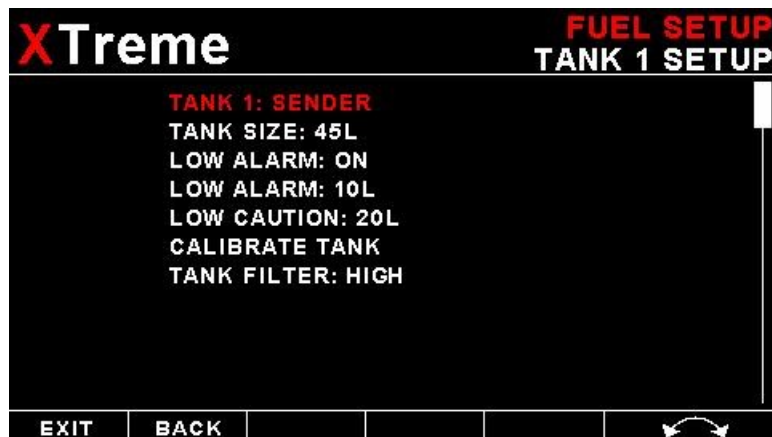 XTreme
FUEL SETUP
TANK 1 SETUP
TANK 1: SENDER
TANK SIZE: 45L
LOW ALARM: ON
LOW ALARM: 10L
LOW CAUTION: 20L
CALIBRATE TANK
TANK FILTER: HIGH
EXIT BACK